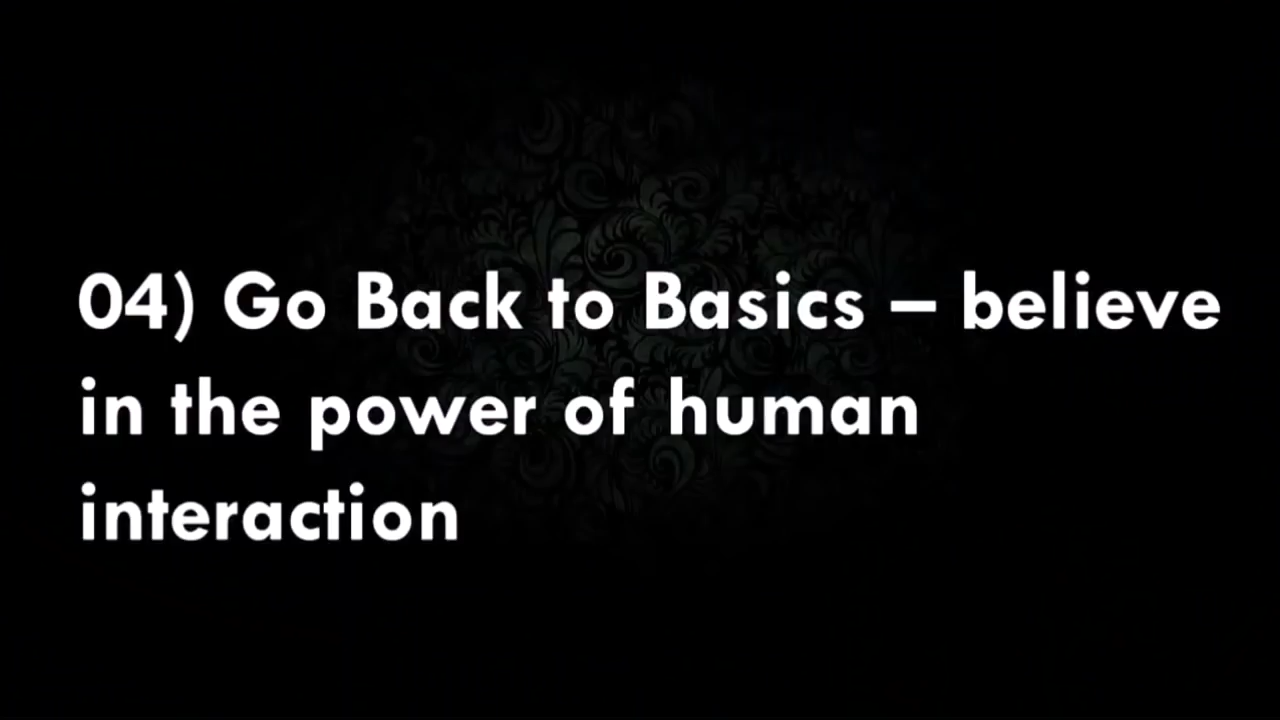 04) Go Back to Basics – believe
in the power of human
interaction